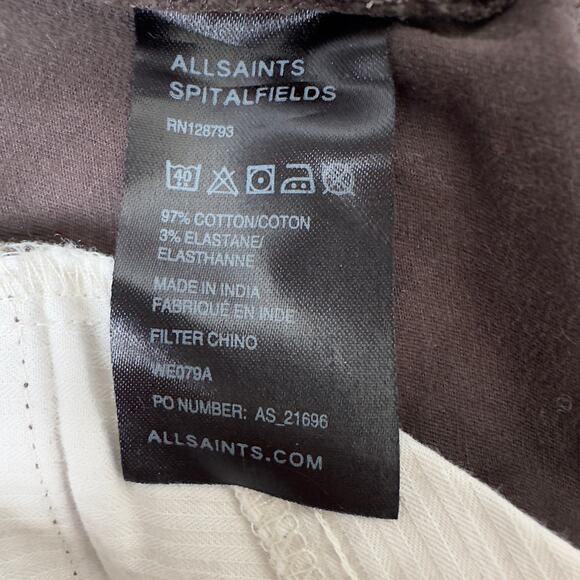 ALLSAINTS
SPITALFIELDS
RN128793
40
97% COTTON/COTON
3% ELASTANE/
ELASTHANNE
MADE IN INDIA
FABRIQUÉ EN INDE
FILTER CHINO
WE079A
PO NUMBER: AS_21696
ALLSAINTS.COM